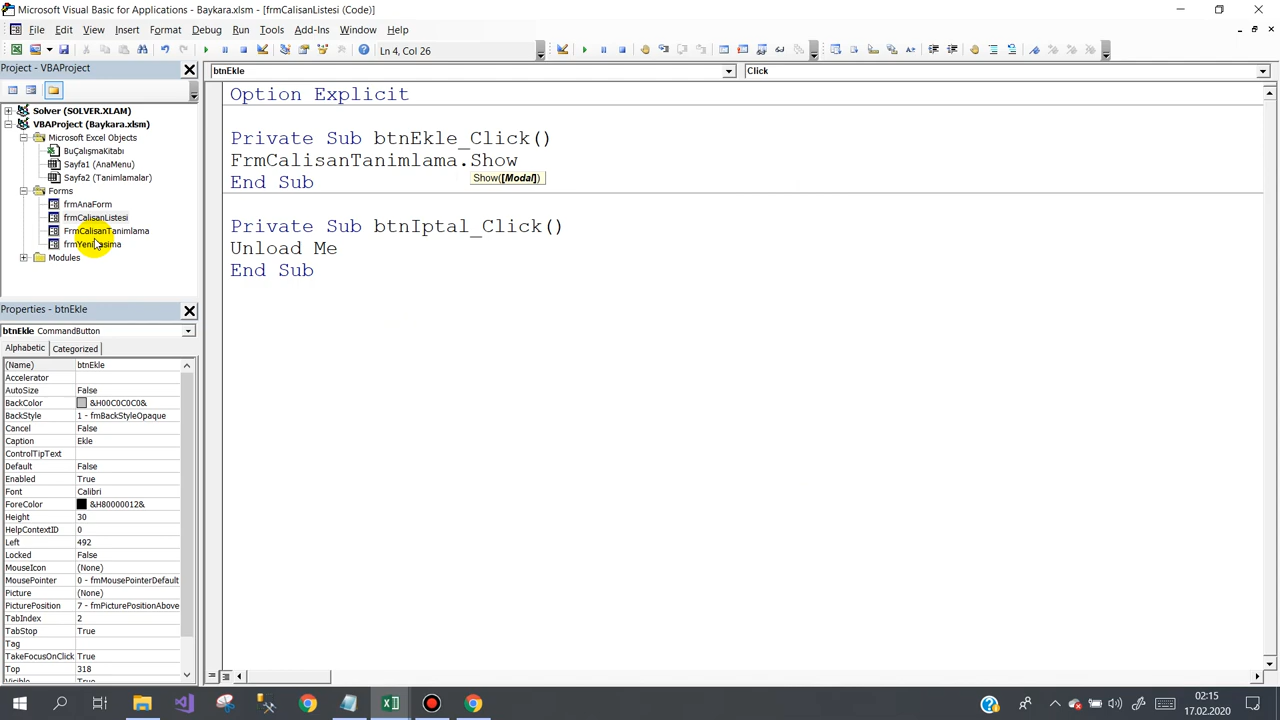 Microsoft Visual Basic for Applications - Baykara.xlsm - [frmCalisanListesi (Code)]
File Edit View Insert Format Debug Run Tools Add-Ins Window Help
Ln 4, Col 26
Project - VBAProject
btnEkle
Click
Solver (SOLVER.XLAM)
VBAProject (Baykara.xlsm)
Microsoft Excel Objects
BuÇalışmaKitabı
Sayfa1 (AnaMenu)
Sayfa2 (Tanimlamalar)
Forms
frmAnaForm
frmCalisanListesi
FrmCalisanTanimlama
frmYeniTasima
Modules
Option Explicit
Private Sub btnEkle_Click()
FrmCalisanTanimlama.Show
Show([Modal])
End Sub
Private Sub btnIptal_Click()
Unload Me
End Sub
Properties - btnEkle
btnEkle CommandButton
Alphabetic Categorized
(Name) btnEkle
Accelerator
AutoSize False
BackColor &H00C0C0C0&
BackStyle 1 - fmBackStyleOpaque
Cancel False
Caption Ekle
ControlTipText
Default False
Enabled True
Font Calibri
ForeColor &H80000012&
Height 30
HelpContextID 0
Left 492
Locked False
MouseIcon (None)
MousePointer 0 - fmMousePointerDefault
Picture (None)
PicturePosition 7 - fmPicturePositionAbove
TabIndex 2
TabStop True
Tag
TakeFocusOnClick True
Top 318
Visible True
02:15
17.02.2020